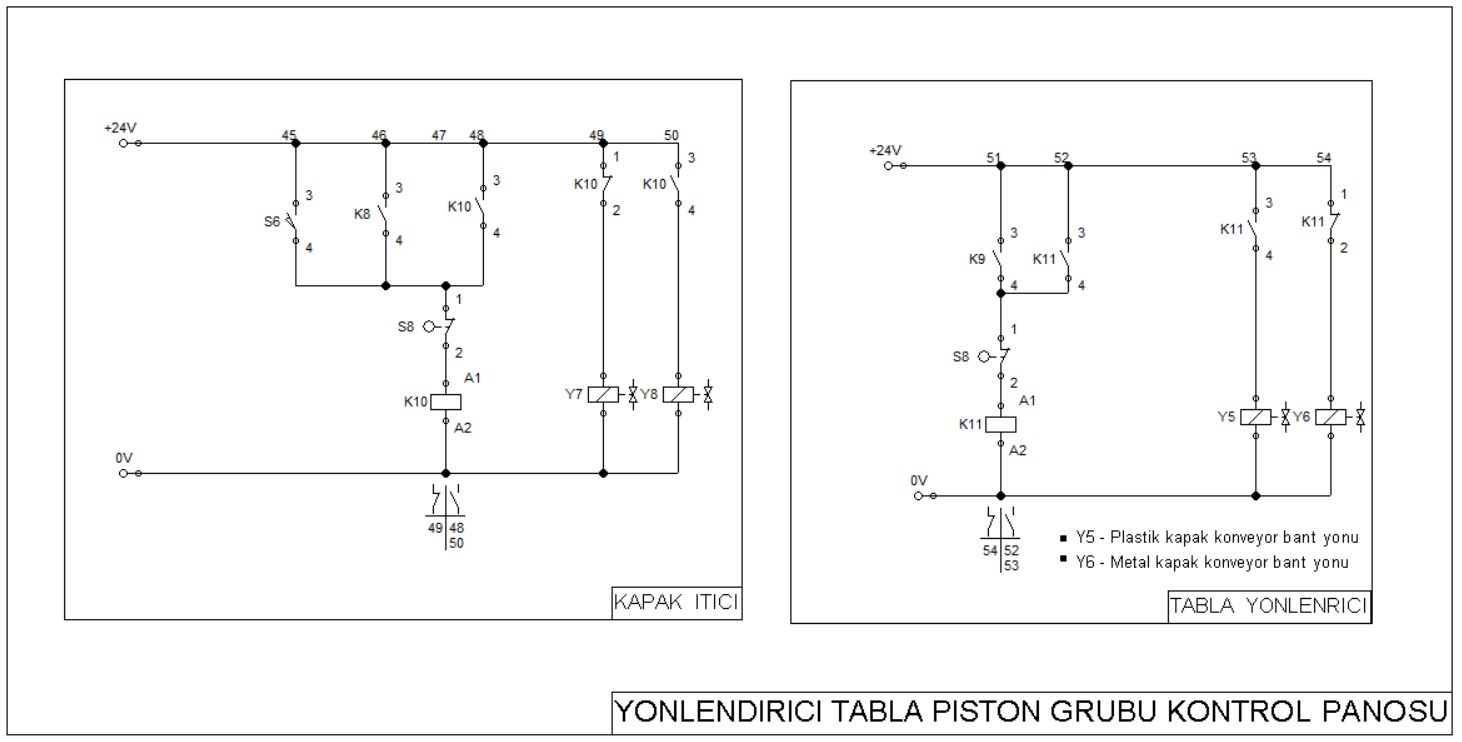 +24V
45 46 47 48 49 50
3
S6
4
3
K8
4
3
K10
4
1
K10
2
3
K10
4
1
S8
2
A1
K10
A2
Y7
Y8
0V
49 48
50
KAPAK ITICI
+24V
51 52 53 54
3
K9
4
3
K11
4
3
K11
4
1
K11
2
1
S8
2
A1
K11
A2
Y5
Y6
0V
54 52
53
Y5 - Plastik kapak konveyor bant yonu
Y6 - Metal kapak konveyor bant yonu
TABLA YONLENRICI
YONLENDIRICI TABLA PISTON GRUBU KONTROL PANOSU